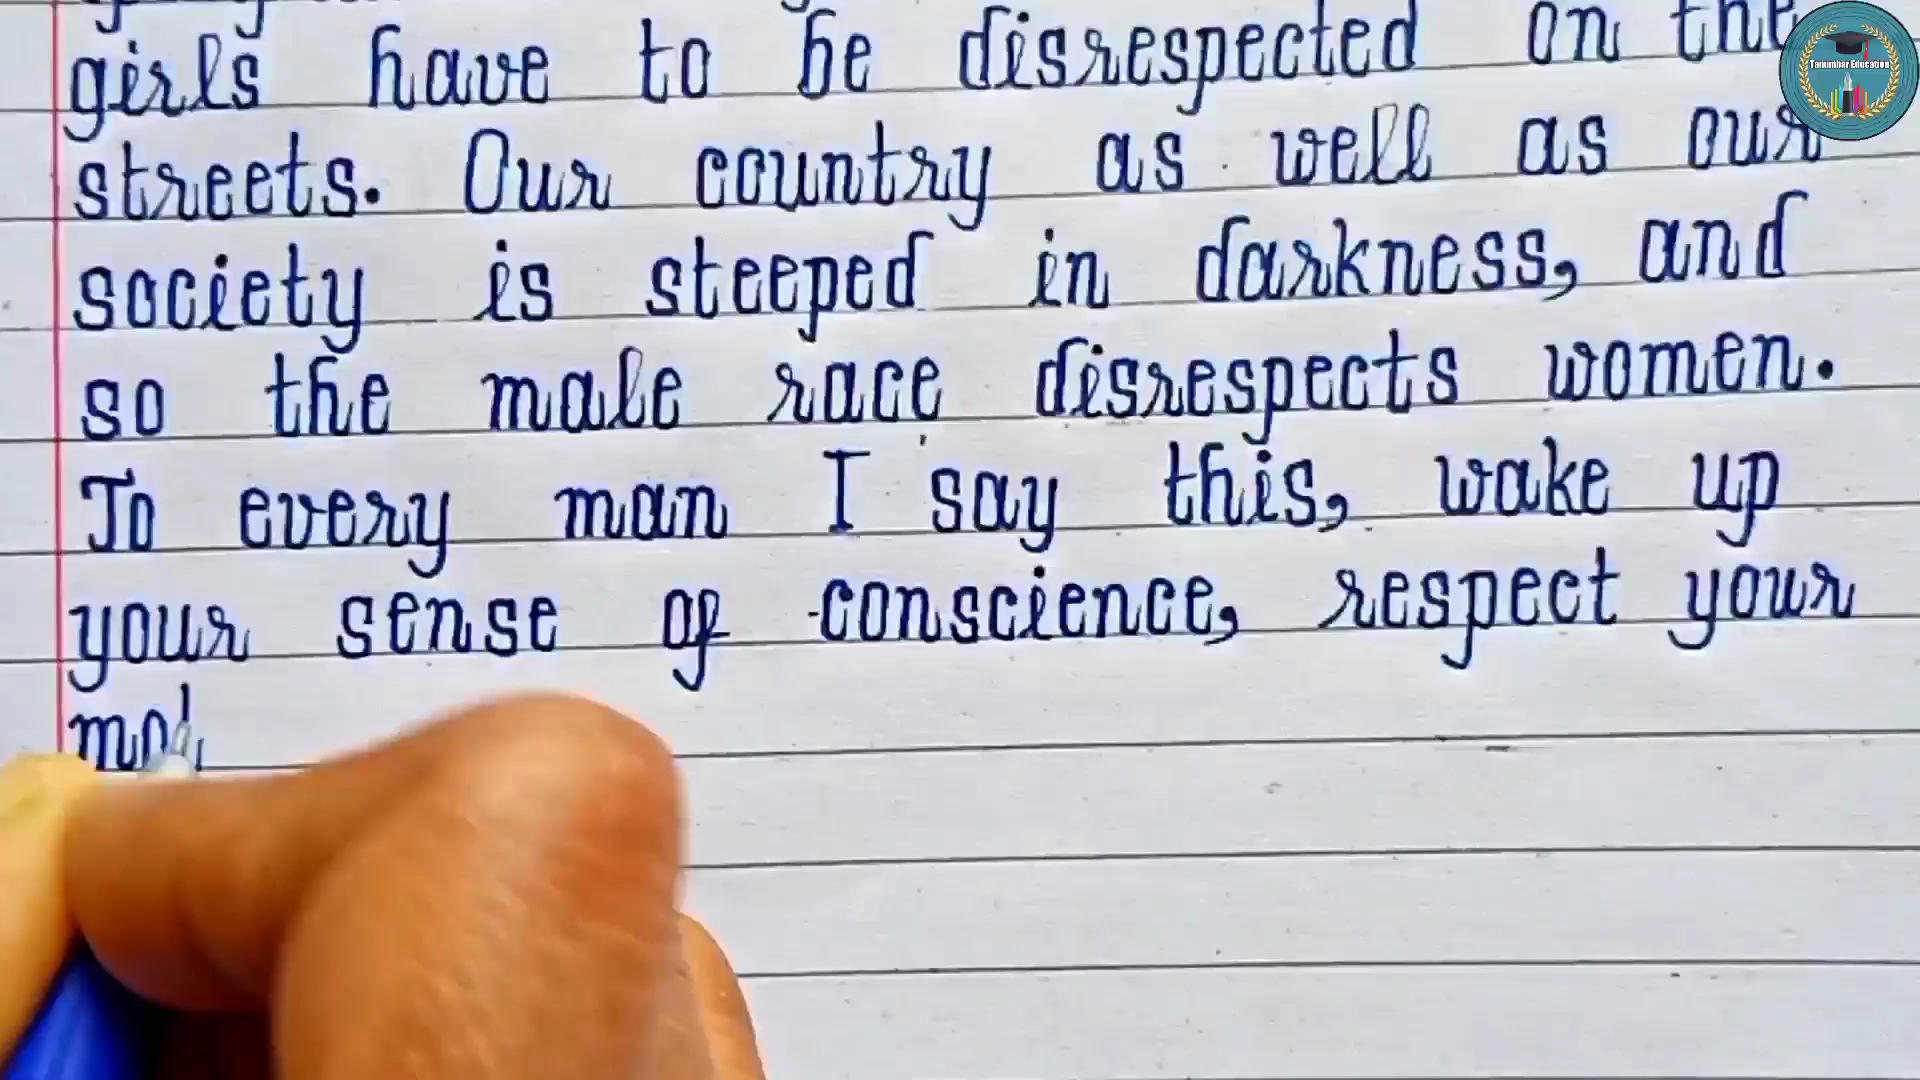 girls have to be disrespected on the
streets. Our country as well as our
society is steeped in darkness, and
so the male race disrespects women.
To every man I say this, wake up
your sense of conscience, respect your
Tanumbar Education